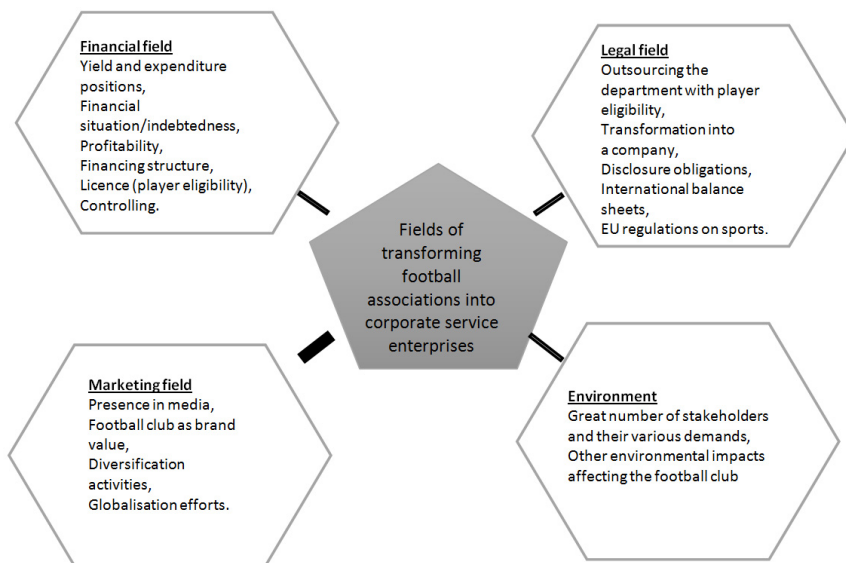 Financial field
Yield and expenditure
positions,
Financial
situation/indebtedness,
Profitability,
Financing structure,
Licence (player eligibility),
Controlling.
Legal field
Outsourcing the
department with player
eligibility,
Transformation into
a company,
Disclosure obligations,
International balance
sheets,
EU regulations on sports.
Fields of
transforming
football
associations into
corporate service
enterprises
Marketing field
Presence in media,
Football club as brand
value,
Diversification
activities,
Globalisation efforts.
Environment
Great number of stakeholders
and their various demands,
Other environmental impacts
affecting the football club